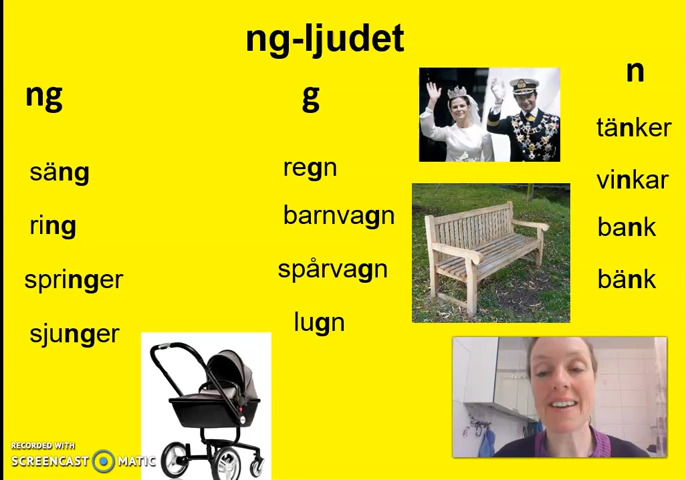 ng-ljudet
ng
säng
ring
springer
sjunger
g
regn
barnvagn
spårvagn
lugn
n
tänker
vinkar
bank
bänk
RECORDED WITH
SCREENCAST MATIC